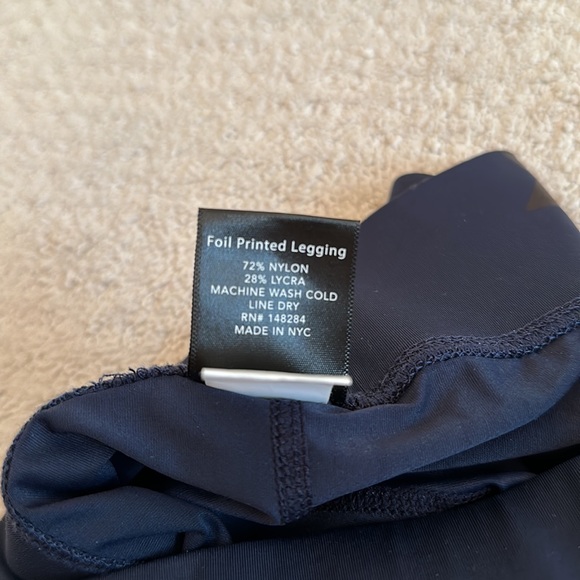 Foil Printed Legging
72% NYLON
28% LYCRA
MACHINE WASH COLD
LINE DRY
RN# 148284
MADE IN NYC